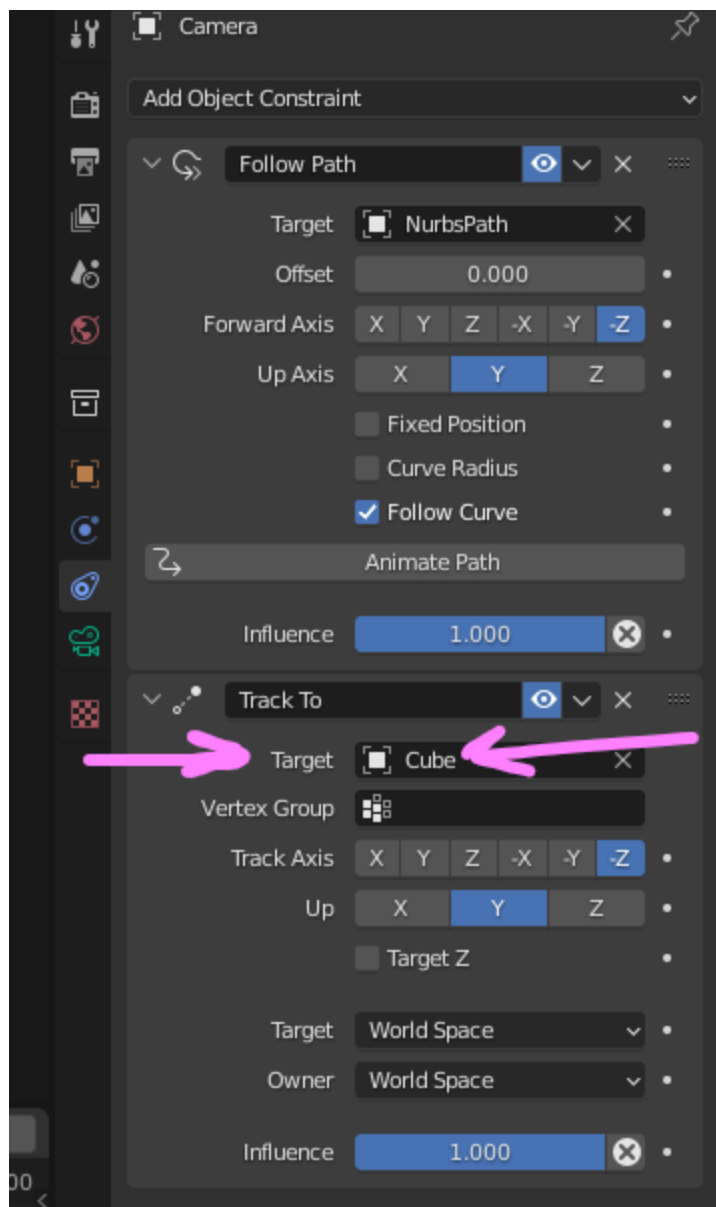 Camera
Add Object Constraint
Follow Path
Target NurbsPath
Offset 0.000
Forward Axis X Y Z -X -Y -Z
Up Axis X Y Z
Fixed Position
Curve Radius
Follow Curve
Animate Path
Influence 1.000
Track To
Target Cube
Vertex Group
Track Axis X Y Z -X -Y -Z
Up X Y Z
Target Z
Target World Space
Owner World Space
Influence 1.000
00